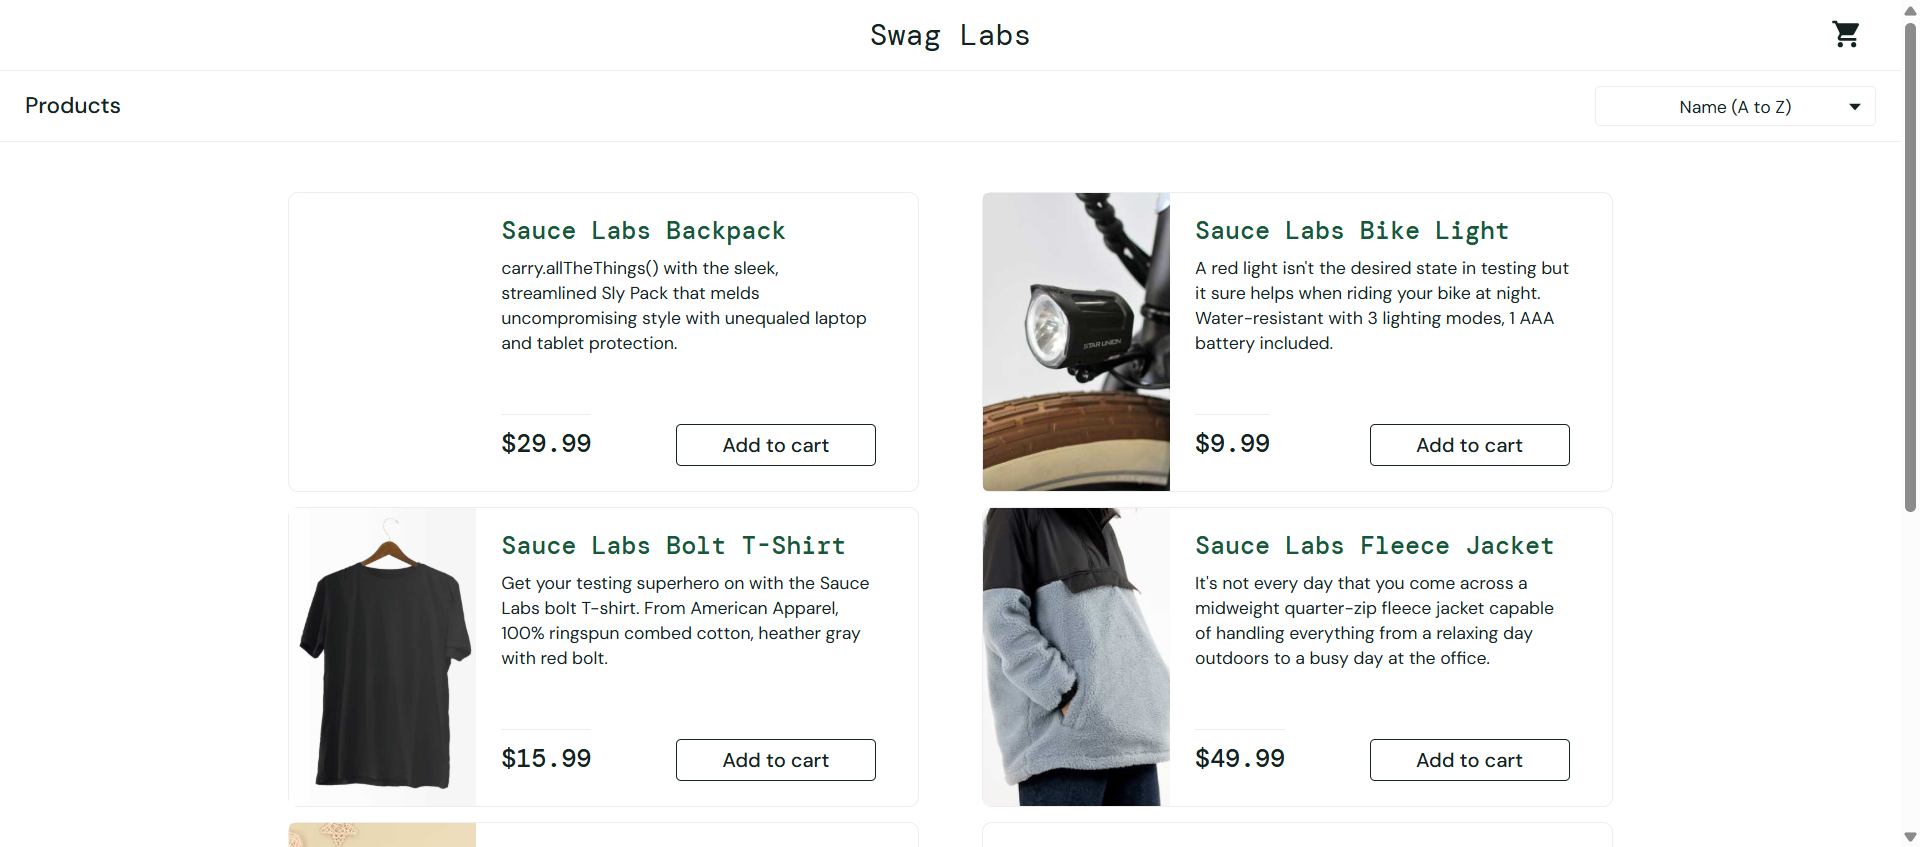 Swag Labs
Products
Name (A to Z)
Sauce Labs Backpack
carry.allTheThings() with the sleek,
streamlined Sly Pack that melds
uncompromising style with unequaled laptop
and tablet protection.
$29.99
Add to cart
Sauce Labs Bike Light
A red light isn't the desired state in testing but
it sure helps when riding your bike at night.
Water-resistant with 3 lighting modes, 1 AAA
battery included.
STAR UNION
$9.99
Add to cart
Sauce Labs Bolt T-Shirt
Get your testing superhero on with the Sauce
Labs bolt T-shirt. From American Apparel,
100% ringspun combed cotton, heather gray
with red bolt.
$15.99
Add to cart
Sauce Labs Fleece Jacket
It's not every day that you come across a
midweight quarter-zip fleece jacket capable
of handling everything from a relaxing day
outdoors to a busy day at the office.
$49.99
Add to cart